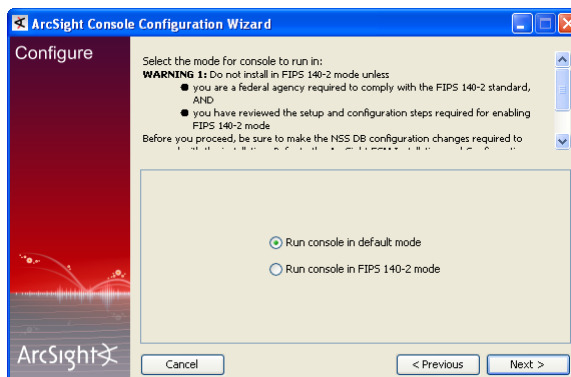 ArcSight Console Configuration Wizard
Configure
Select the mode for console to run in:
WARNING 1: Do not install in FIPS 140-2 mode unless
● you are a federal agency required to comply with the FIPS 140-2 standard,
AND
● you have reviewed the setup and configuration steps required for enabling
FIPS 140-2 mode
Before you proceed, be sure to make the NSS DB configuration changes required to
Run console in default mode
Run console in FIPS 140-2 mode
ArcSight
Cancel
< Previous
Next >